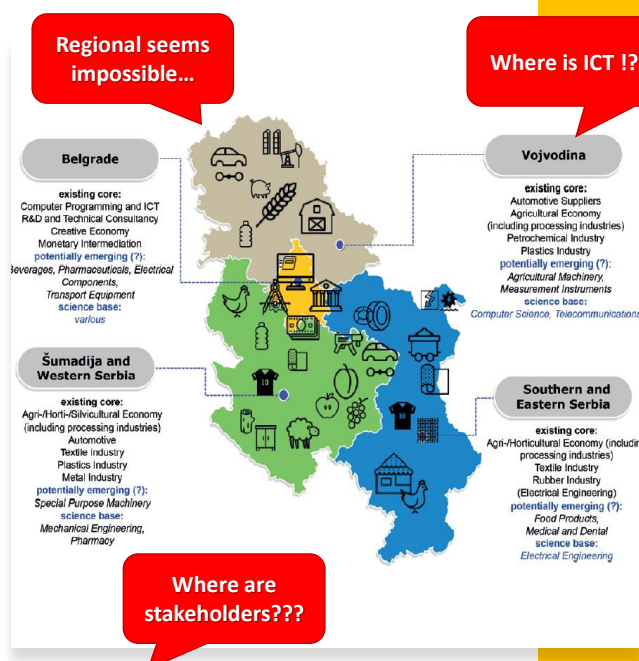 Regional seems
impossible…
Where is ICT !?
Belgrade
existing core:
Computer Programming and ICT
R&D and Technical Consultancy
Creative Economy
Monetary Intermediation
potentially emerging (?):
Beverages, Pharmaceuticals, Electrical
Components,
Transport Equipment
science base:
various
Vojvodina
existing core:
Automotive Suppliers
Agricultural Economy
(including processing industries)
Petrochemical Industry
Plastics Industry
potentially emerging (?):
Agricultural Machinery,
Measurement Instruments
science base:
Computer Science, Telecommunications
Šumadija and
Western Serbia
existing core:
Agri-/Horti-/Silvicultural Economy
(including processing industries)
Automotive
Textile Industry
Plastics Industry
Metal Industry
potentially emerging (?):
Special Purpose Machinery
science base:
Mechanical Engineering,
Pharmacy
Southern and
Eastern Serbia
existing core:
Agri-/Horticultural Economy (includin
processing industries)
Textile Industry
Rubber Industry
(Electrical Engineering)
potentially emerging (?):
Food Products,
Medical and Dental
science base:
Electrical Engineering
10
10
Where are
stakeholders???